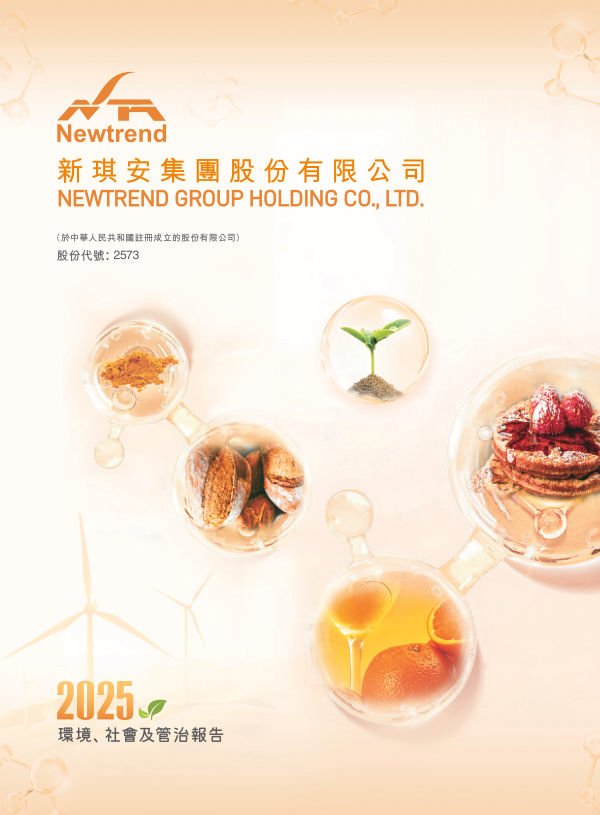 Newtrend
新琪安集團股份有限公司
NEWTREND GROUP HOLDING CO., LTD.
(於中華人民共和國註冊成立的股份有限公司)
股份代號：2573
2025
環境、社會及管治報告